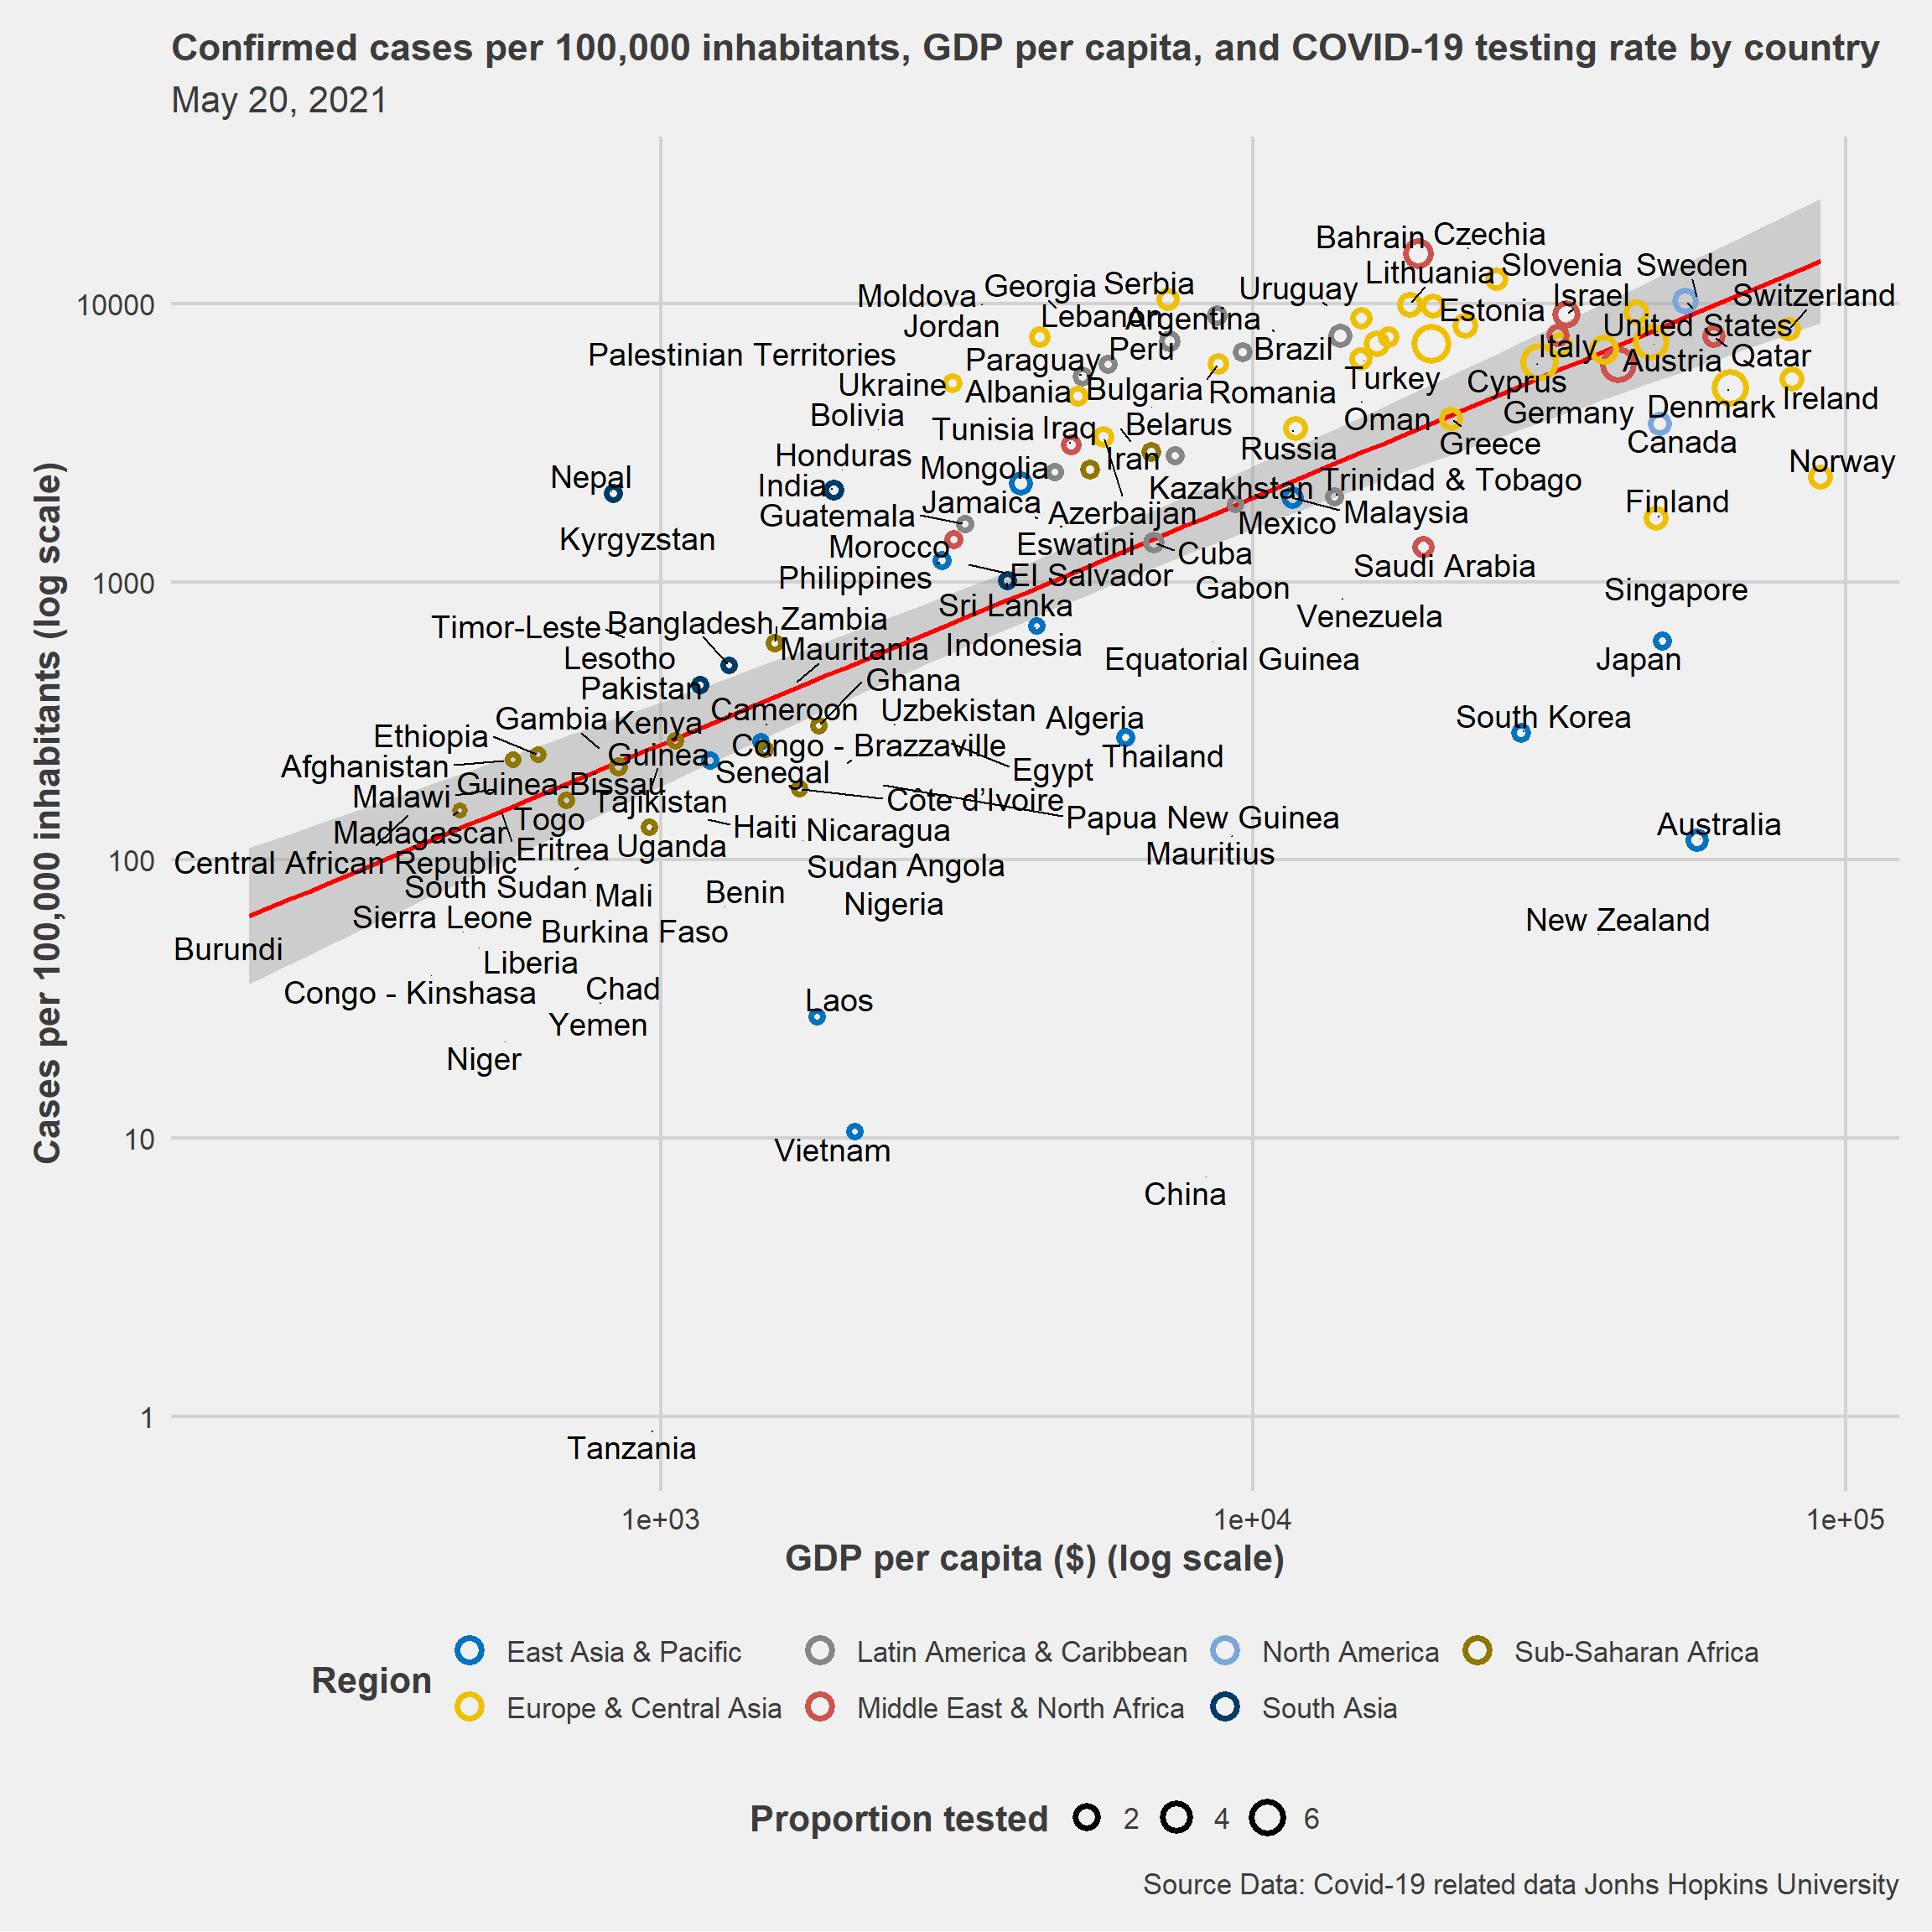 Confirmed cases per 100,000 inhabitants, GDP per capita, and COVID-19 testing rate by country
May 20, 2021
Cases per 100,000 inhabitants (log scale)
10000
1000
100
10
1
Bahrain
Czechia
Lithuania
Slovenia
Sweden
Georgia
Serbia
Moldova
Uruguay
Israel
Switzerland
Jordan
Lebanon
Argentina
Estonia
United States
Palestinian Territories
Paraguay
Peru
Brazil
Italy
Austria
Qatar
Ukraine
Albania
Bulgaria
Romania
Turkey
Cyprus
Ireland
Bolivia
Tunisia
Iraq
Belarus
Oman
Germany
Denmark
Honduras
Iran
Russia
Greece
Canada
Nepal
India
Mongolia
Kazakhstan
Trinidad & Tobago
Norway
Guatemala
Jamaica
Azerbaijan
Mexico
Malaysia
Finland
Kyrgyzstan
Morocco
Eswatini
Cuba
Saudi Arabia
Philippines
El Salvador
Gabon
Singapore
Sri Lanka
Venezuela
Timor-Leste
Bangladesh
Zambia
Lesotho
Mauritania
Indonesia
Equatorial Guinea
Japan
Pakistan
Ghana
Gambia
Kenya
Cameroon
Uzbekistan
Algeria
South Korea
Ethiopia
Guinea
Congo - Brazzaville
Thailand
Afghanistan
Senegal
Egypt
Malawi
Guinea-Bissau
Tajikistan
Côte d’Ivoire
Papua New Guinea
Madagascar
Togo
Haiti
Nicaragua
Australia
Central African Republic
Eritrea
Uganda
Sudan
Angola
Mauritius
South Sudan
Mali
Benin
Nigeria
Sierra Leone
Burkina Faso
New Zealand
Burundi
Liberia
Congo - Kinshasa
Chad
Laos
Yemen
Niger
Vietnam
China
Tanzania
1e+03
1e+04
1e+05
GDP per capita ($) (log scale)
Region
East Asia & Pacific
Latin America & Caribbean
North America
Sub-Saharan Africa
Europe & Central Asia
Middle East & North Africa
South Asia
Proportion tested
2
4
6
Source Data: Covid-19 related data Jonhs Hopkins University